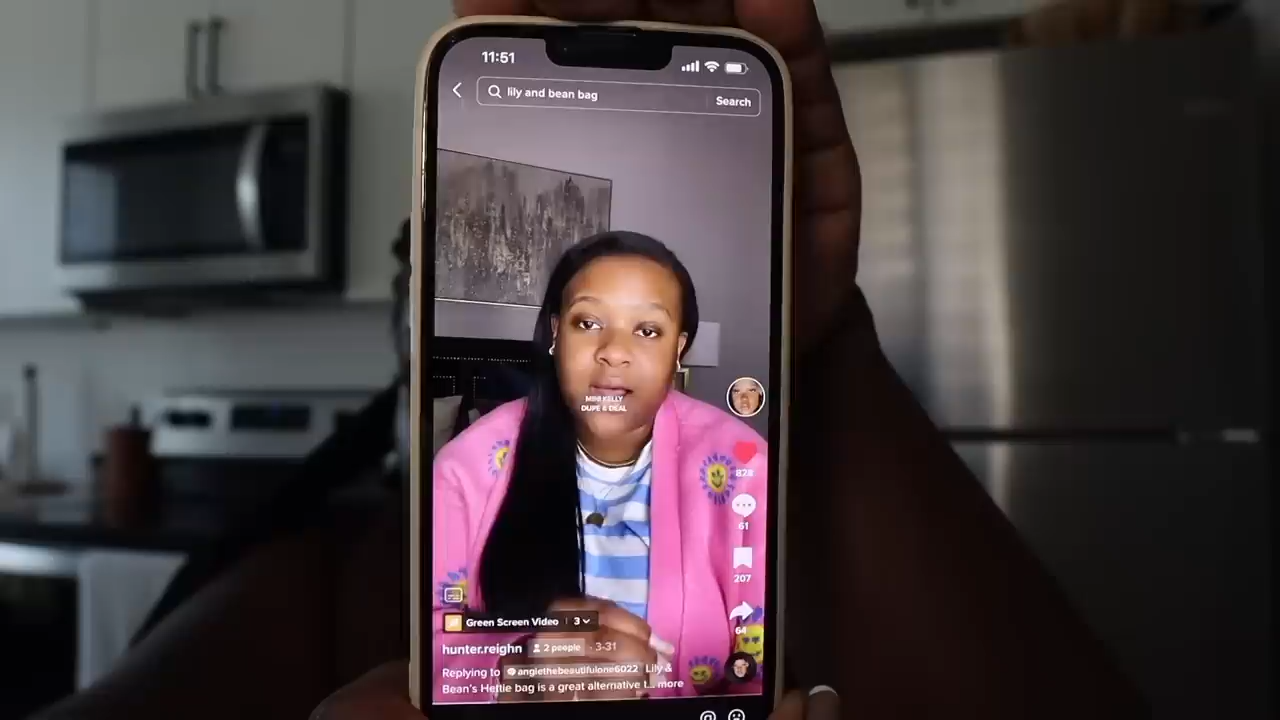 11:51
lily and bean bag
Search
MINI KELLY
DUPE & DEAL
828
61
207
64
Green Screen Video | 3
hunter.reighn 2 people · 3-31
Replying to angiethebeautifulone6022 Lily &
Bean's Hettie bag is a great alternative t... more